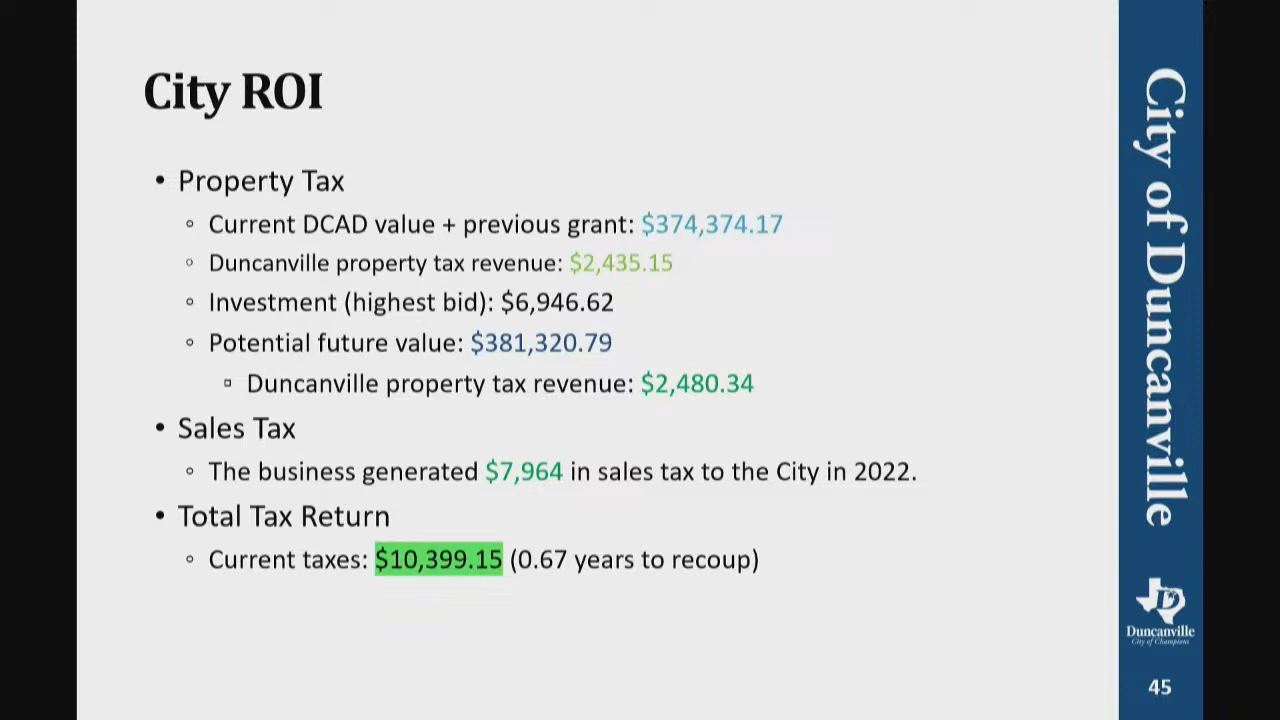 City ROI
• Property Tax
◦ Current DCAD value + previous grant: $374,374.17
◦ Duncanville property tax revenue: $2,435.15
◦ Investment (highest bid): $6,946.62
◦ Potential future value: $381,320.79
▫ Duncanville property tax revenue: $2,480.34
• Sales Tax
◦ The business generated $7,964 in sales tax to the City in 2022.
• Total Tax Return
◦ Current taxes: $10,399.15 (0.67 years to recoup)
City of Duncanville
D
Duncanville
City of Champions
45